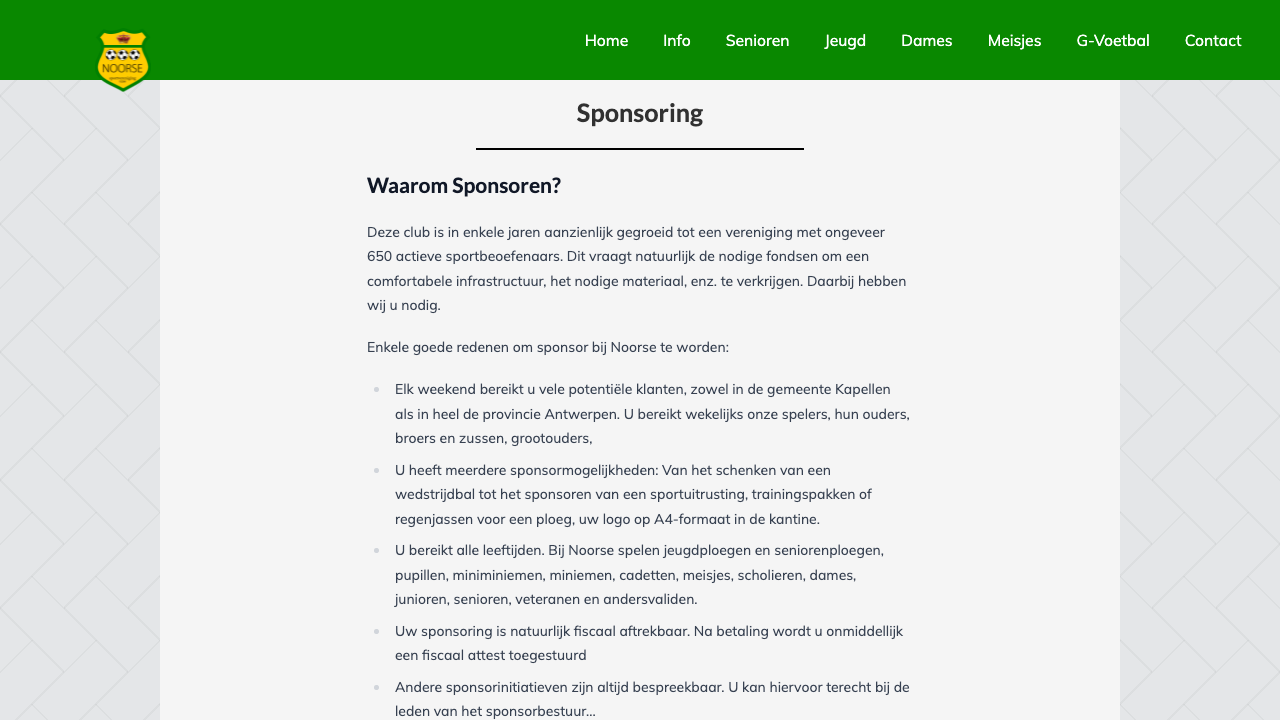 NOORSE
Home Info Senioren Jeugd Dames Meisjes G-Voetbal Contact
Sponsoring
Waarom Sponsoren?
Deze club is in enkele jaren aanzienlijk gegroeid tot een vereniging met ongeveer
650 actieve sportbeoefenaars. Dit vraagt natuurlijk de nodige fondsen om een
comfortabele infrastructuur, het nodige materiaal, enz. te verkrijgen. Daarbij hebben
wij u nodig.
Enkele goede redenen om sponsor bij Noorse te worden:
Elk weekend bereikt u vele potentiële klanten, zowel in de gemeente Kapellen
als in heel de provincie Antwerpen. U bereikt wekelijks onze spelers, hun ouders,
broers en zussen, grootouders,
U heeft meerdere sponsormogelijkheden: Van het schenken van een
wedstrijdbal tot het sponsoren van een sportuitrusting, trainingspakken of
regenjassen voor een ploeg, uw logo op A4-formaat in de kantine.
U bereikt alle leeftijden. Bij Noorse spelen jeugdploegen en seniorenploegen,
pupillen, miniminiemen, miniemen, cadetten, meisjes, scholieren, dames,
junioren, senioren, veteranen en andersvaliden.
Uw sponsoring is natuurlijk fiscaal aftrekbaar. Na betaling wordt u onmiddellijk
een fiscaal attest toegestuurd
Andere sponsorinitiatieven zijn altijd bespreekbaar. U kan hiervoor terecht bij de
leden van het sponsorbestuur...